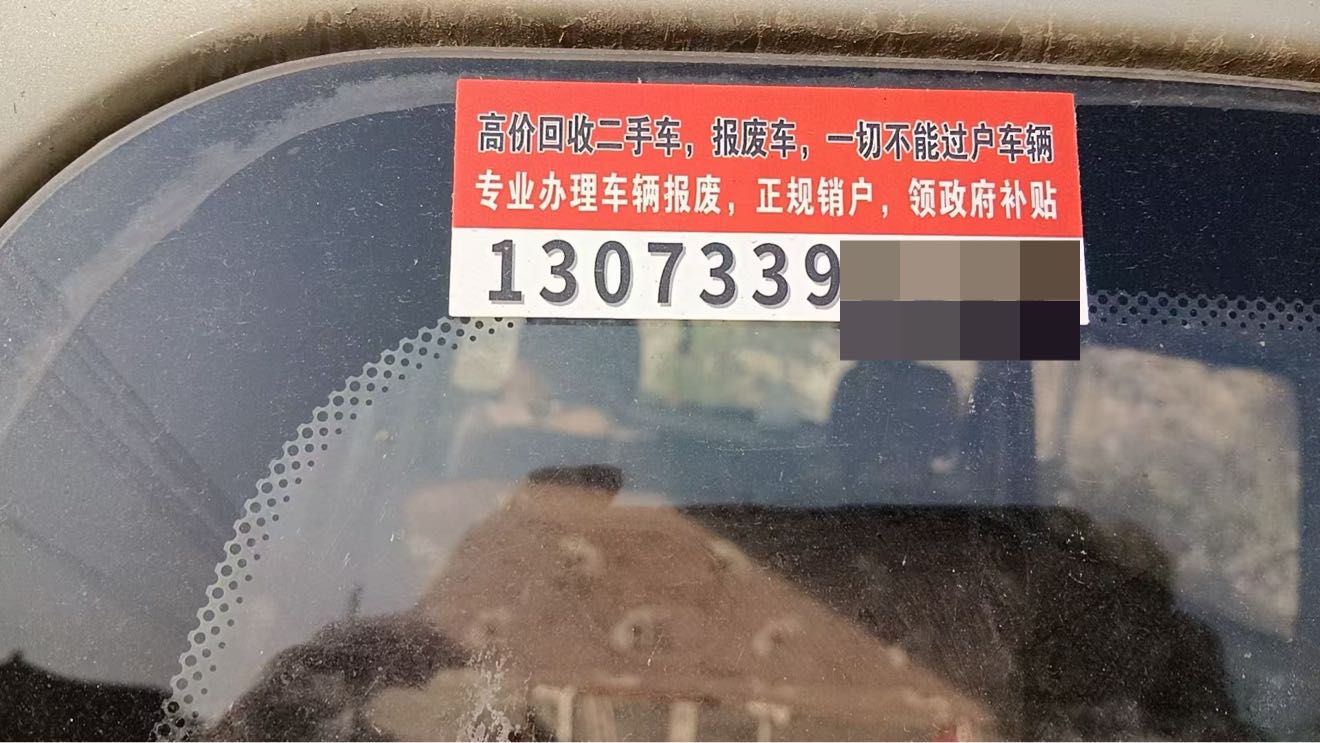 高价回收二手车，报废车，一切不能过户车辆
专业办理车辆报废，正规销户，领政府补贴
1307339